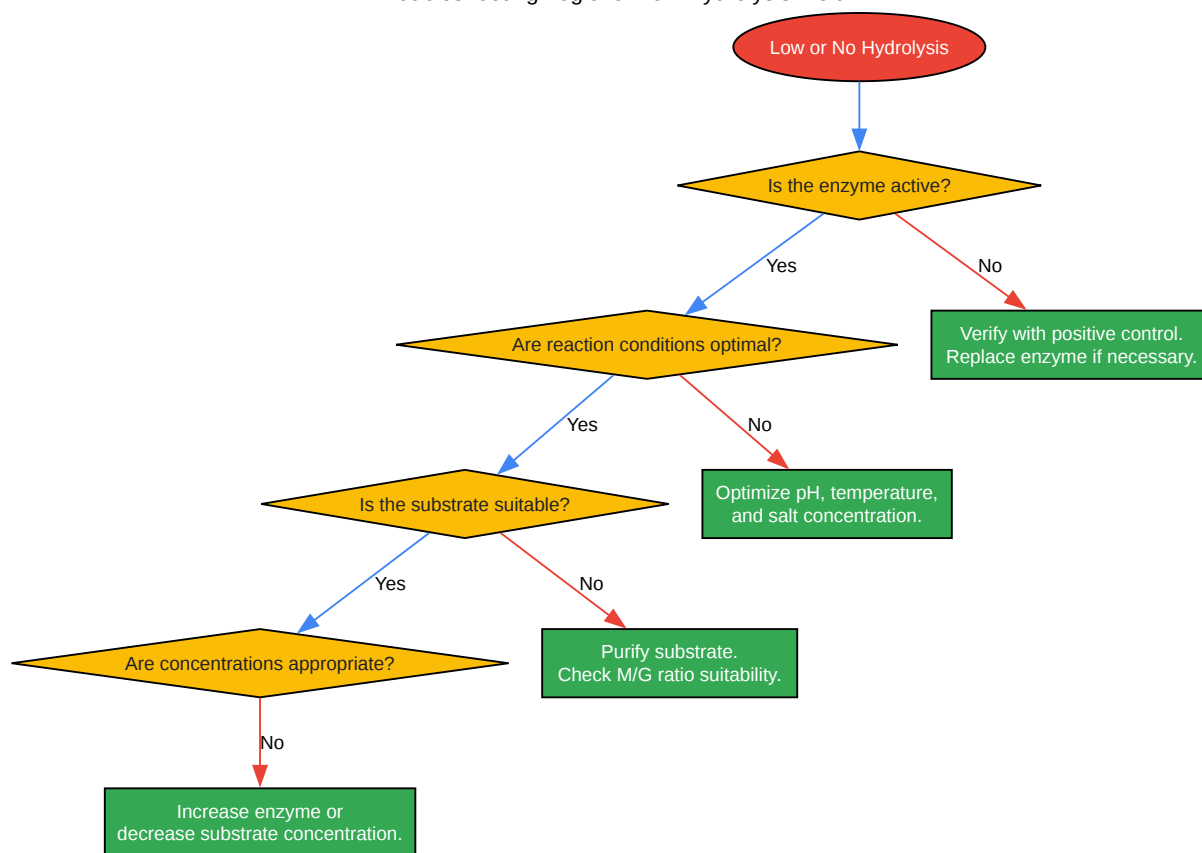 Low or No Hydrolysis
Is the enzyme active?
Yes
No
Verify with positive control.
Replace enzyme if necessary.
Are reaction conditions optimal?
Yes
No
Optimize pH, temperature,
and salt concentration.
Is the substrate suitable?
Yes
No
Purify substrate.
Check M/G ratio suitability.
Are concentrations appropriate?
No
Increase enzyme or
decrease substrate concentration.